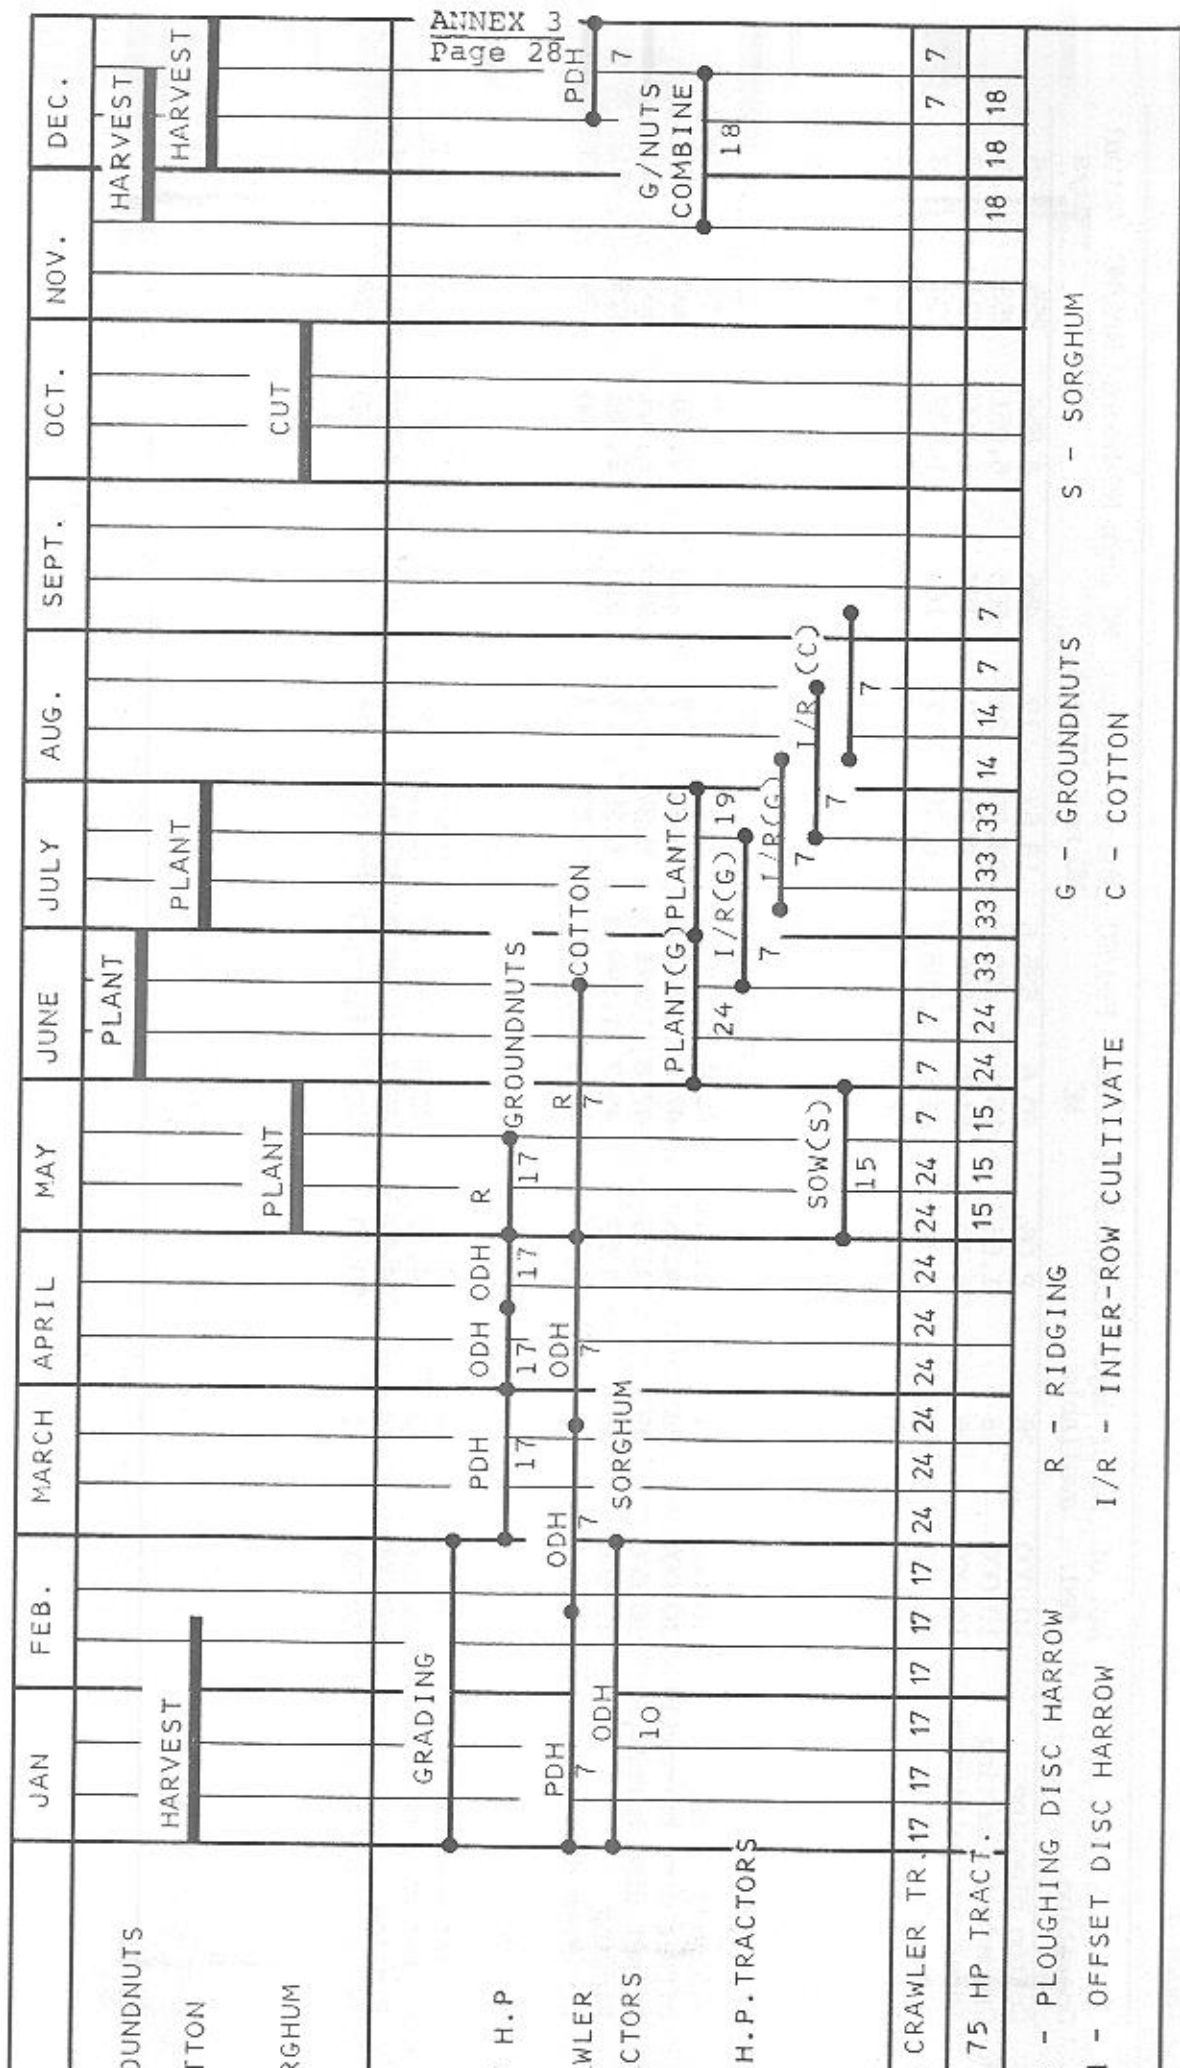 ANNEX 3
Page 28
JAN FEB. MARCH APRIL MAY JUNE JULY AUG. SEPT. OCT. NOV. DEC.
OUNDNUTS PLANT HARVEST
TTON HARVEST PLANT HARVEST
RGHUM PLANT CUT
GRADING
H.P PDH ODH ODH R GROUNDNUTS
17 17 17 17
AWLER PDH ODH ODH R COTTON PDH
7 7 7 7 7
CTORS ODH SORGHUM
10
PLANT(G) PLANT(C G/NUTS
COMBINE
24 19 18
H.P.TRACTORS I/R(G)
7
I/R(G)
7
SOW(S) I/R (C)
15 7
7
CRAWLER TR. 17 17 17 17 17 17 24 24 24 24 24 24 24 24 7 7 7 7 7
75 HP TRACT. 15 15 15 24 24 33 33 33 33 14 14 7 7 18 18 18
- PLOUGHING DISC HARROW R - RIDGING G - GROUNDNUTS S - SORGHUM
- OFFSET DISC HARROW I/R - INTER-ROW CULTIVATE C - COTTON